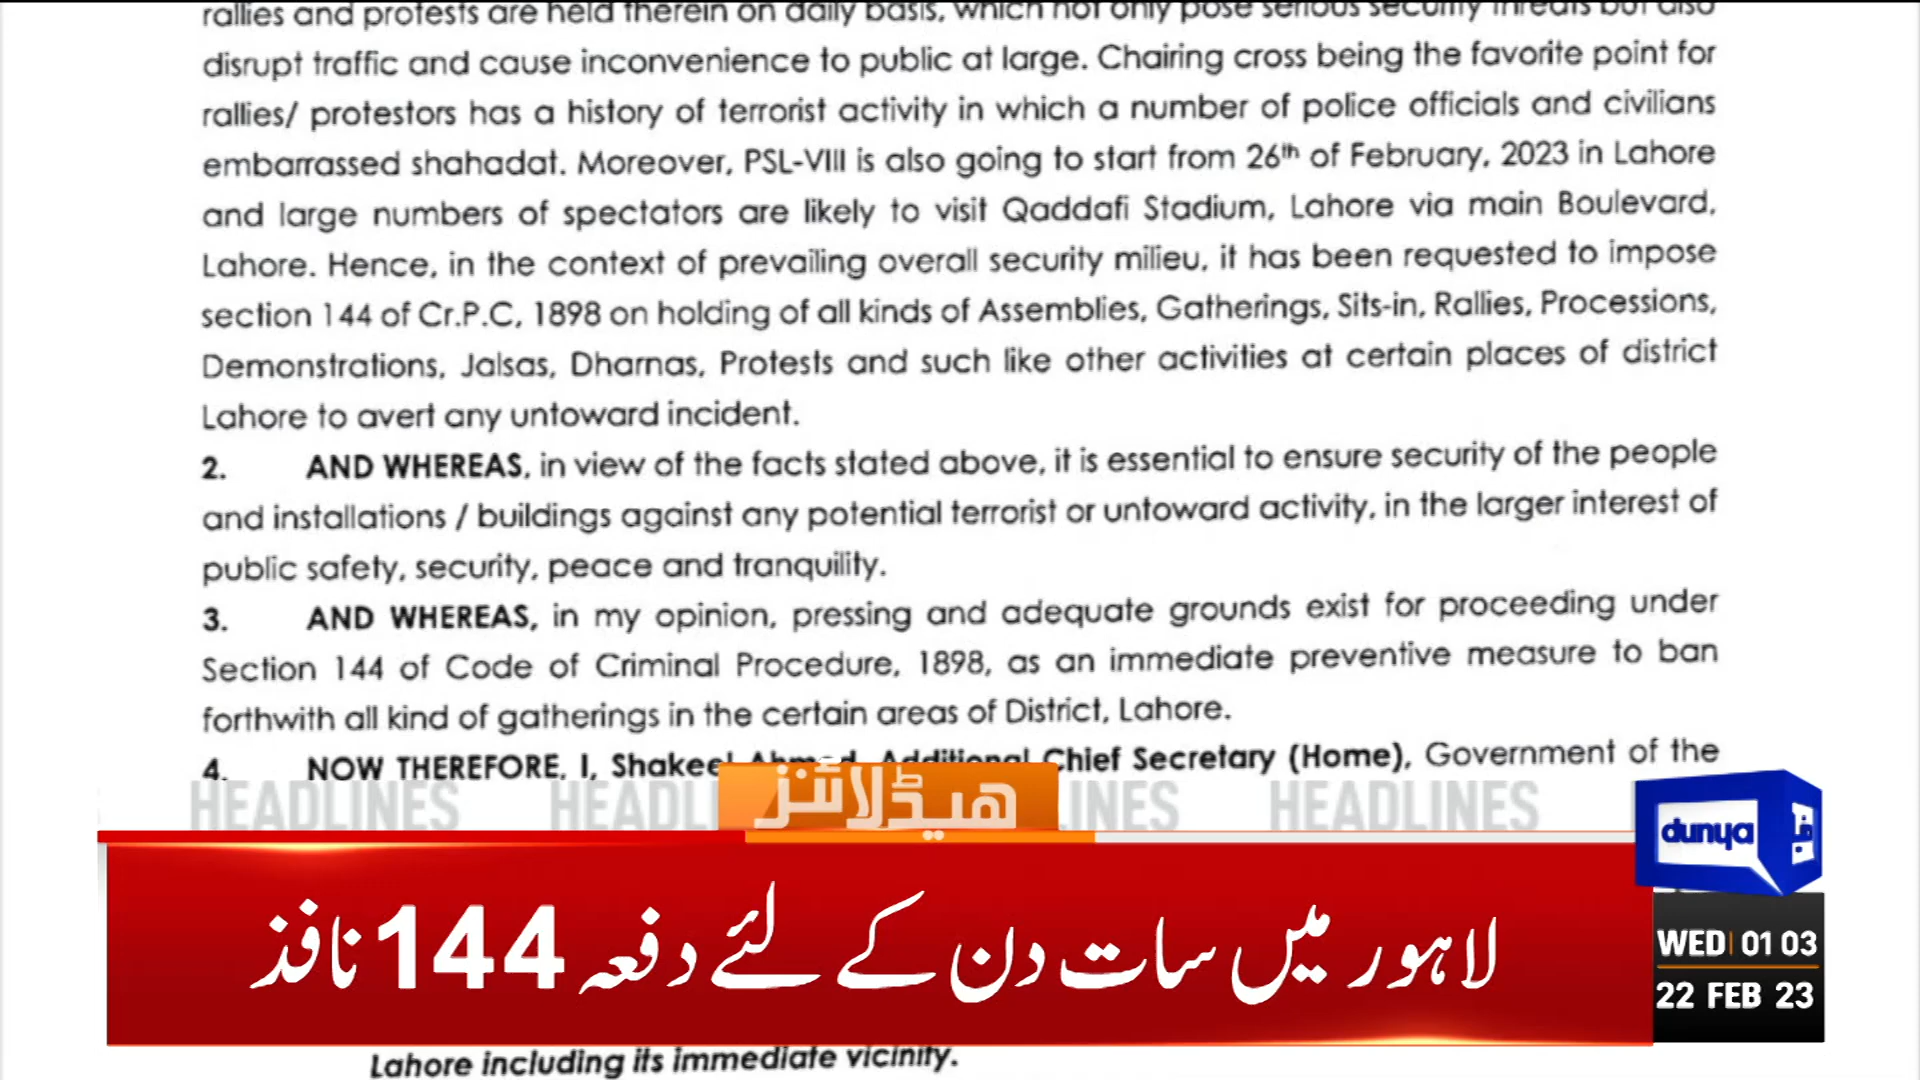 rallies and protests are held therein on daily basis, which not only pose serious security threats but also
disrupt traffic and cause inconvenience to public at large. Chairing cross being the favorite point for
rallies/ protestors has a history of terrorist activity in which a number of police officials and civilians
embarrassed shahadat. Moreover, PSL-VIII is also going to start from 26th of February, 2023 in Lahore
and large numbers of spectators are likely to visit Qaddafi Stadium, Lahore via main Boulevard,
Lahore. Hence, in the context of prevailing overall security milieu, it has been requested to impose
section 144 of Cr.P.C, 1898 on holding of all kinds of Assemblies, Gatherings, Sits-in, Rallies, Processions,
Demonstrations, Jalsas, Dharnas, Protests and such like other activities at certain places of district
Lahore to avert any untoward incident.
2. AND WHEREAS, in view of the facts stated above, it is essential to ensure security of the people
and installations / buildings against any potential terrorist or untoward activity, in the larger interest of
public safety, security, peace and tranquility.
3. AND WHEREAS, in my opinion, pressing and adequate grounds exist for proceeding under
Section 144 of Code of Criminal Procedure, 1898, as an immediate preventive measure to ban
forthwith all kind of gatherings in the certain areas of District, Lahore.
4. NOW THEREFORE, I, Shakeel Ahmed, Additional Chief Secretary (Home), Government of the
HEADLINES HEADLINES HEADLINES
ہیڈلائنز
dunya
لاہور میں سات دن کے لئے دفعہ 144 نافذ
WED 01 03
22 FEB 23
Lahore including its immediate vicinity.